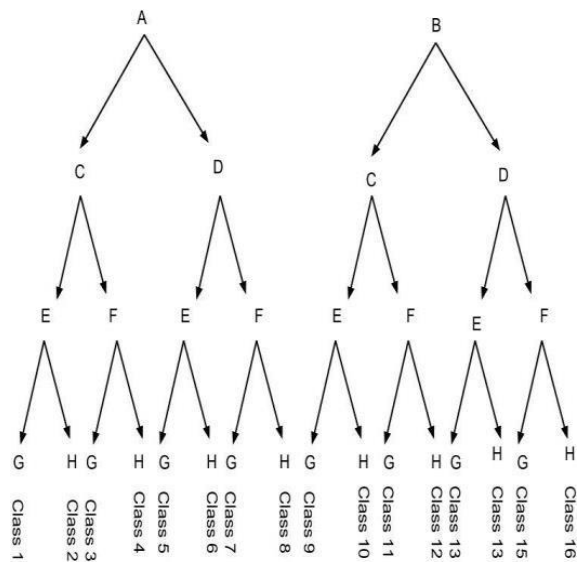 A
B
C
D
C
D
E
F
E
F
E
F
E
F
G
H
G
H
G
H
G
H
G
H
G
H
G
H
G
H
Class 1
Class 2
Class 3
Class 4
Class 5
Class 6
Class 7
Class 8
Class 9
Class 10
Class 11
Class 12
Class 13
Class 13
Class 15
Class 16